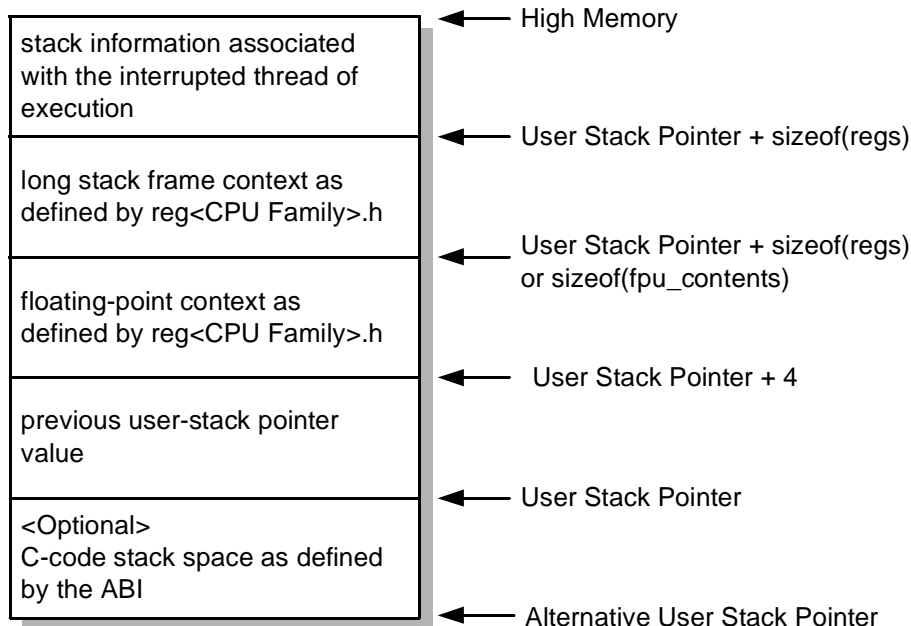 High Memory
stack information associated
with the interrupted thread of
execution
User Stack Pointer + sizeof(regs)
long stack frame context as
defined by reg<CPU Family>.h
User Stack Pointer + sizeof(regs)
or sizeof(fpu_contents)
floating-point context as
defined by reg<CPU Family>.h
User Stack Pointer + 4
previous user-stack pointer
value
User Stack Pointer
<Optional>
C-code stack space as defined
by the ABI
Alternative User Stack Pointer